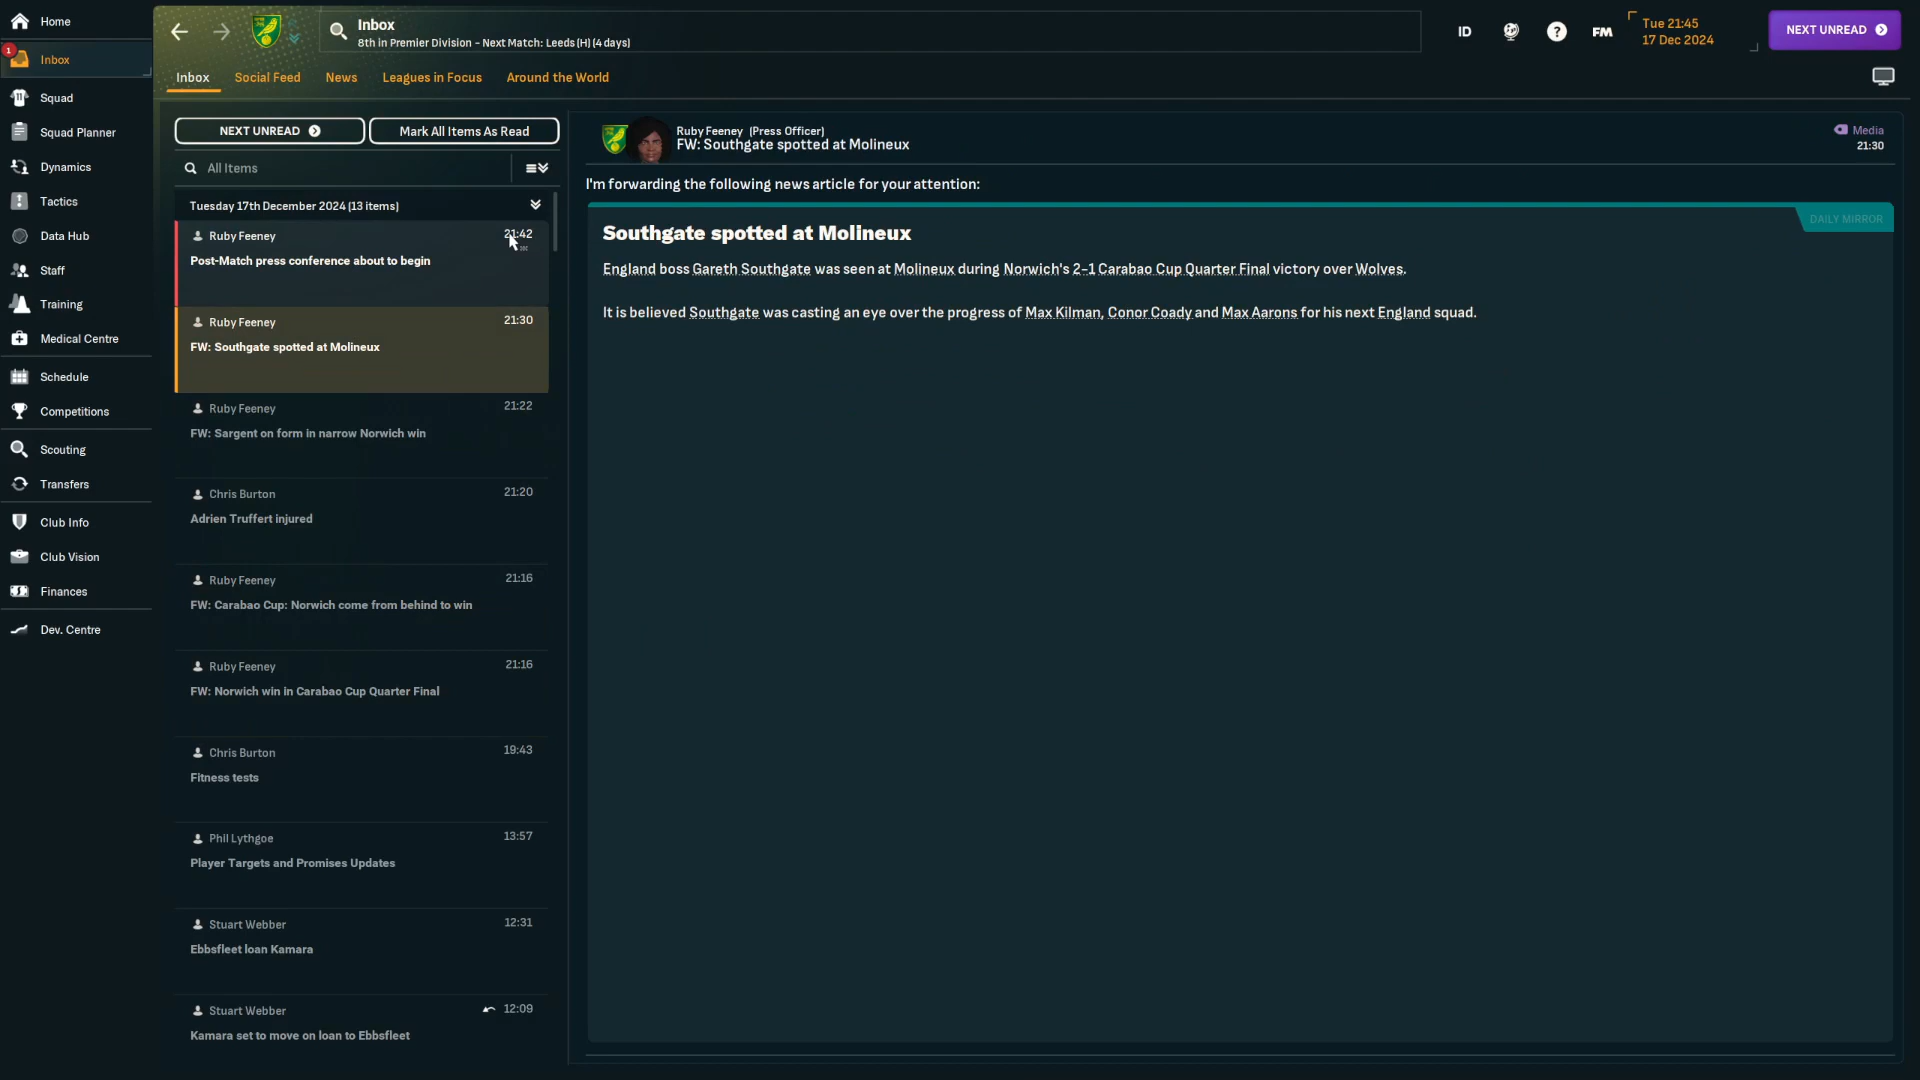 Home
1
Inbox
Squad
Squad Planner
Dynamics
Tactics
Data Hub
Staff
Training
Medical Centre
Schedule
Competitions
Scouting
Transfers
Club Info
Club Vision
Finances
Dev. Centre
Inbox
8th in Premier Division - Next Match: Leeds (H) (4 days)
ID
?
FM
Tue 21:45
17 Dec 2024
NEXT UNREAD
Inbox
Social Feed
News
Leagues in Focus
Around the World
NEXT UNREAD
Mark All Items As Read
All Items
Tuesday 17th December 2024 (13 items)
Ruby Feeney
21:42
Post-Match press conference about to begin
Ruby Feeney
21:30
FW: Southgate spotted at Molineux
Ruby Feeney
21:22
FW: Sargent on form in narrow Norwich win
Chris Burton
21:20
Adrien Truffert injured
Ruby Feeney
21:16
FW: Carabao Cup: Norwich come from behind to win
Ruby Feeney
21:16
FW: Norwich win in Carabao Cup Quarter Final
Chris Burton
19:43
Fitness tests
Phil Lythgoe
13:57
Player Targets and Promises Updates
Stuart Webber
12:31
Ebbsfleet loan Kamara
Stuart Webber
12:09
Kamara set to move on loan to Ebbsfleet
Ruby Feeney (Press Officer)
FW: Southgate spotted at Molineux
Media
21:30
I'm forwarding the following news article for your attention:
DAILY MIRROR
Southgate spotted at Molineux
England boss Gareth Southgate was seen at Molineux during Norwich's 2-1 Carabao Cup Quarter Final victory over Wolves.
It is believed Southgate was casting an eye over the progress of Max Kilman, Conor Coady and Max Aarons for his next England squad.